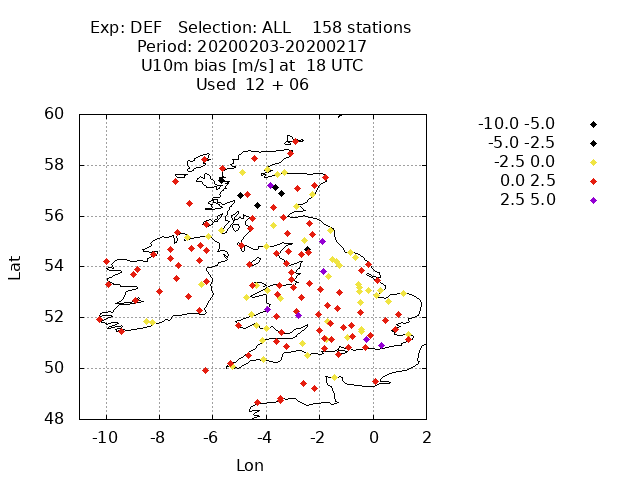 Exp: DEF   Selection: ALL    158 stations
Period: 20200203-20200217
U10m bias [m/s] at  18 UTC
Used  12 + 06
-10.0 -5.0
-5.0 -2.5
-2.5 0.0
0.0 2.5
2.5 5.0
60
58
56
54
52
50
48
Lat
-10 -8 -6 -4 -2 0 2
Lon